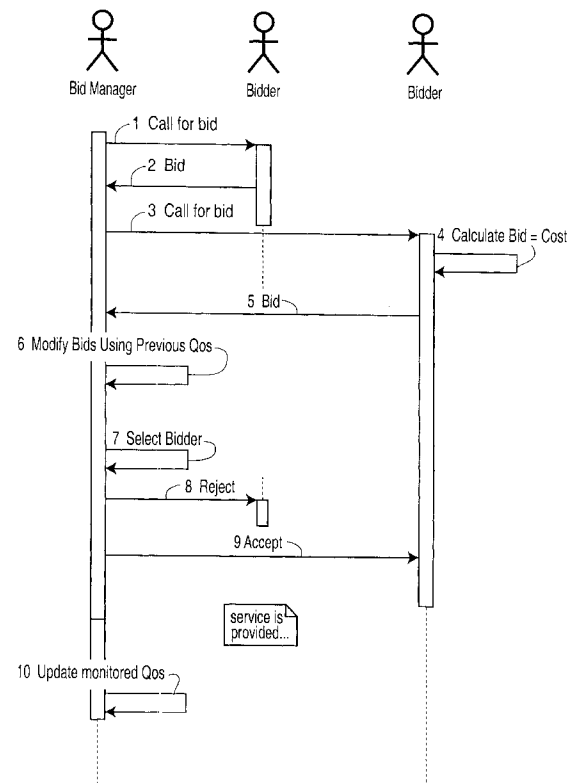 Bid Manager
Bidder
Bidder
1 Call for bid
2 Bid
3 Call for bid
4 Calculate Bid = Cost
5 Bid
6 Modify Bids Using Previous Qos
7 Select Bidder
8 Reject
9 Accept
service is
provided...
10 Update monitored Qos